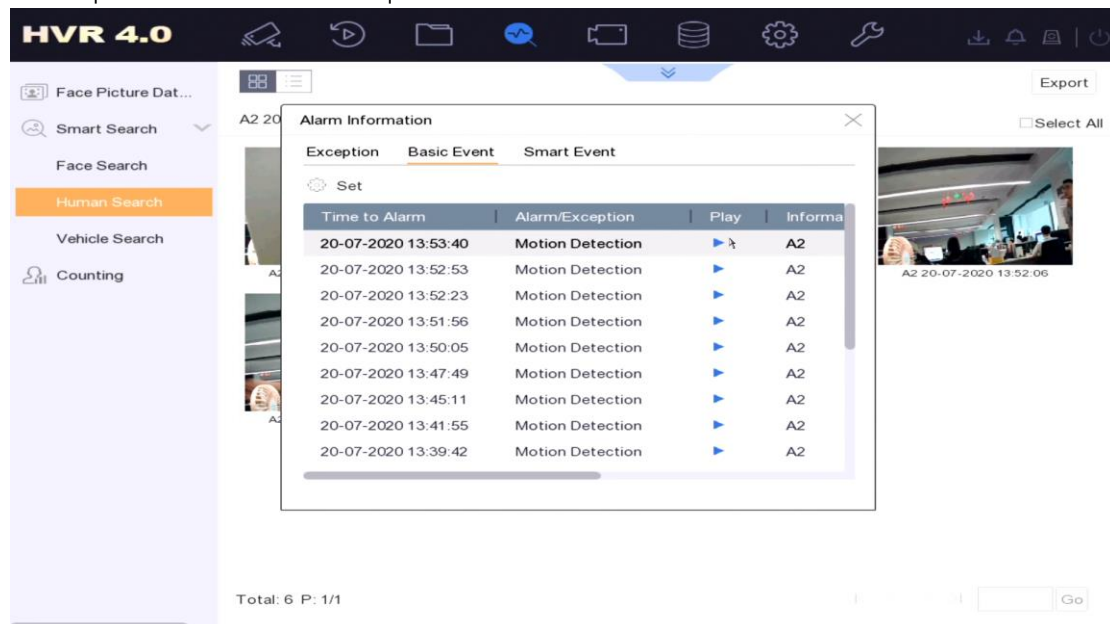 HVR 4.0
Face Picture Dat...
Smart Search
Face Search
Human Search
Vehicle Search
Counting
Export
A2 20
Select All
Alarm Information
Exception Basic Event Smart Event
Set
Time to Alarm Alarm/Exception Play Informa
20-07-2020 13:53:40 Motion Detection A2
20-07-2020 13:52:53 Motion Detection A2
20-07-2020 13:52:23 Motion Detection A2
20-07-2020 13:51:56 Motion Detection A2
20-07-2020 13:50:05 Motion Detection A2
20-07-2020 13:47:49 Motion Detection A2
20-07-2020 13:45:11 Motion Detection A2
20-07-2020 13:41:55 Motion Detection A2
20-07-2020 13:39:42 Motion Detection A2
A2 20-07-2020 13:52:06
Total: 6 P: 1/1
Go